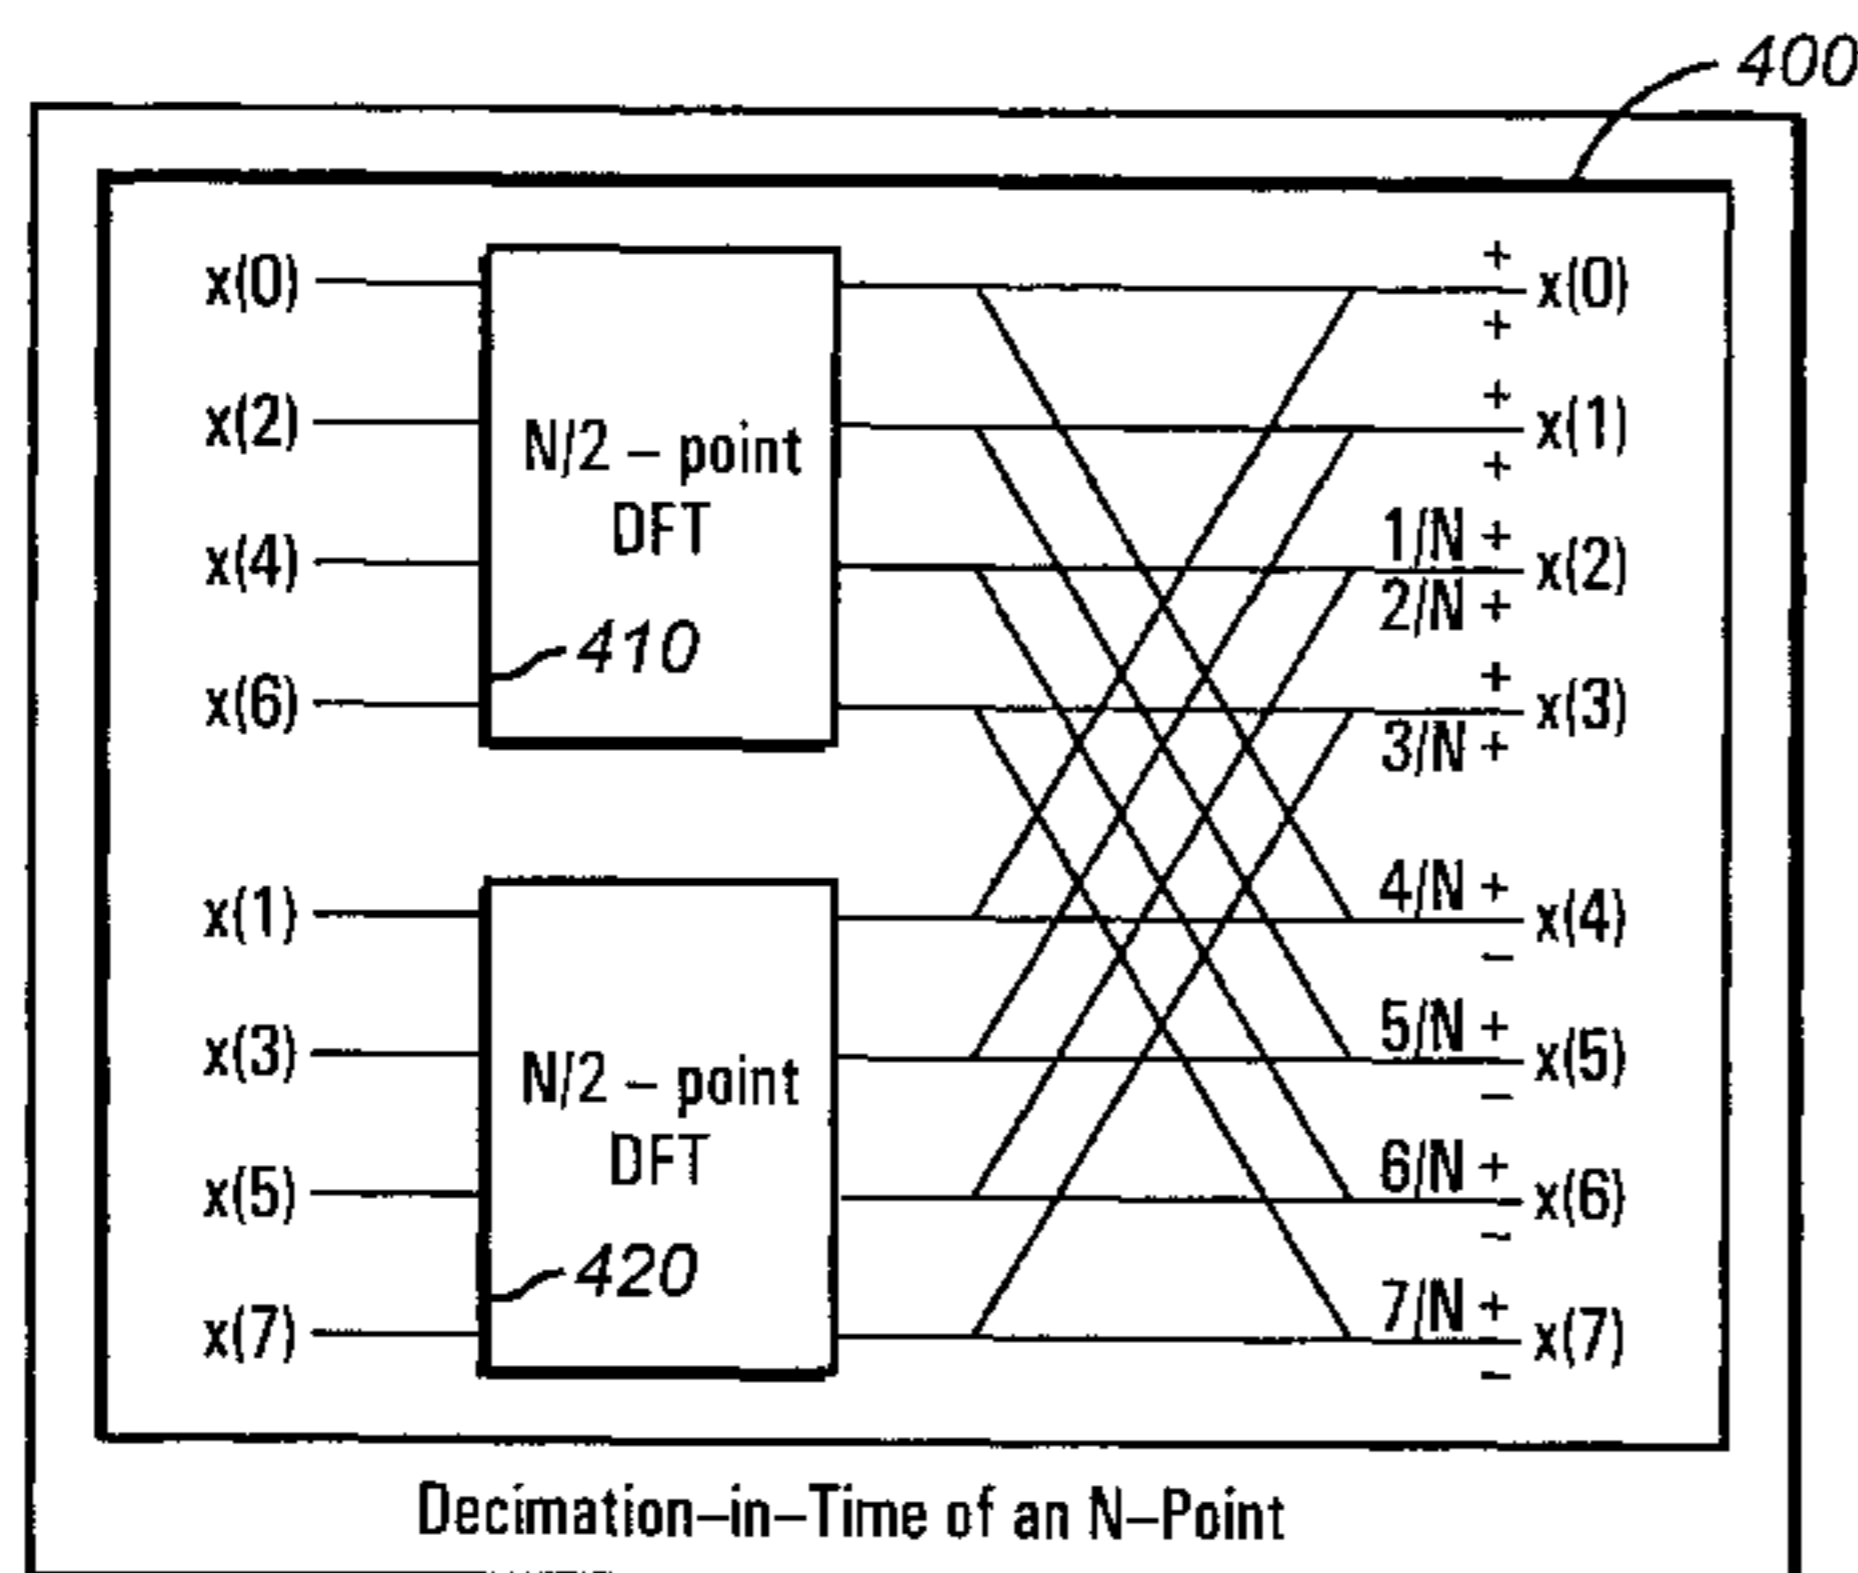 400
x(0)
x(2)
x(4)
x(6)
N/2 – point
DFT
410
x(1)
x(3)
x(5)
x(7)
N/2 – point
DFT
420
+ x(0)
+
+ x(1)
+
1/N + x(2)
2/N +
+ x(3)
3/N +
4/N + x(4)
–
5/N + x(5)
–
6/N + x(6)
–
7/N + x(7)
–
Decimation–in–Time of an N–Point